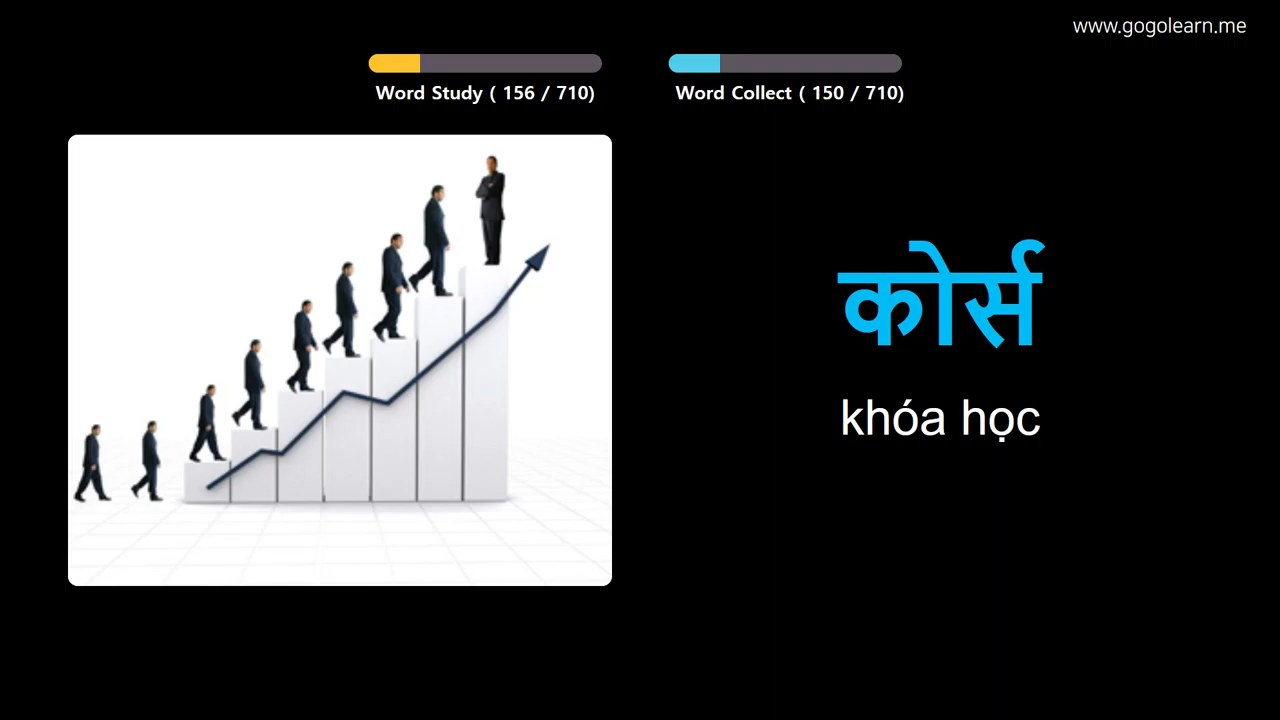 www.gogolearn.me
Word Study ( 156 / 710)
Word Collect ( 150 / 710)
कोर्स
khóa học